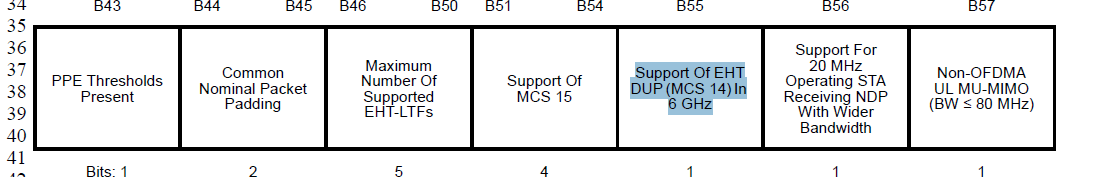 34 B43 B44 B45 B46 B50 B51 B54 B55 B56 B57
35
36
37
38
39
40
41
PPE Thresholds
Present
Common
Nominal Packet
Padding
Maximum
Number Of
Supported
EHT-LTFs
Support Of
MCS 15
Support Of EHT
DUP (MCS 14) In
6 GHz
Support For
20 MHz
Operating STA
Receiving NDP
With Wider
Bandwidth
Non-OFDMA
UL MU-MIMO
(BW ≤ 80 MHz)
Bits: 1 2 5 4 1 1 1